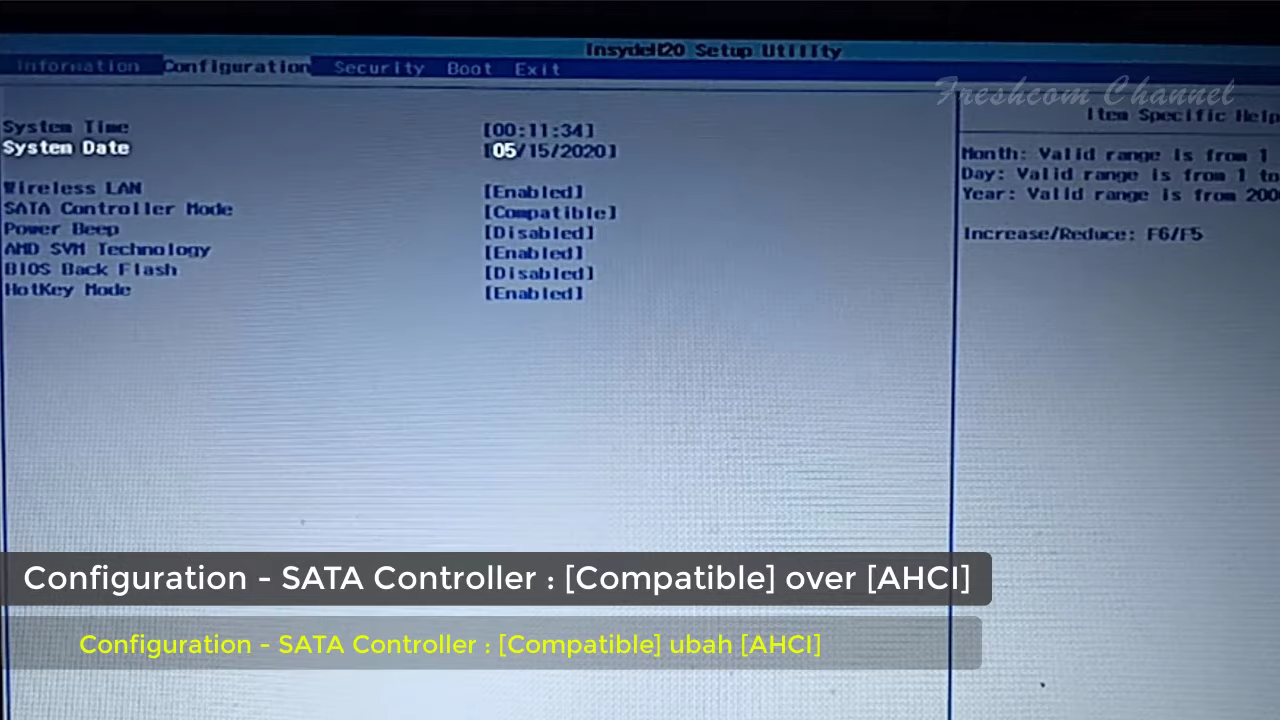 InsydeH20 Setup Utility
Information Configuration Security Boot Exit
Freshcom Channel
Item Specific Help
System Time [00:11:34]
System Date [05/15/2020]
Month: Valid range is from 1
Day: Valid range is from 1 to
Year: Valid range is from 200
Wireless LAN [Enabled]
SATA Controller Mode [Compatible]
Power Beep [Disabled]
Increase/Reduce: F6/F5
AMD SVM Technology [Enabled]
BIOS Back Flash [Disabled]
HotKey Mode [Enabled]
Configuration - SATA Controller : [Compatible] over [AHCI]
Configuration - SATA Controller : [Compatible] ubah [AHCI]